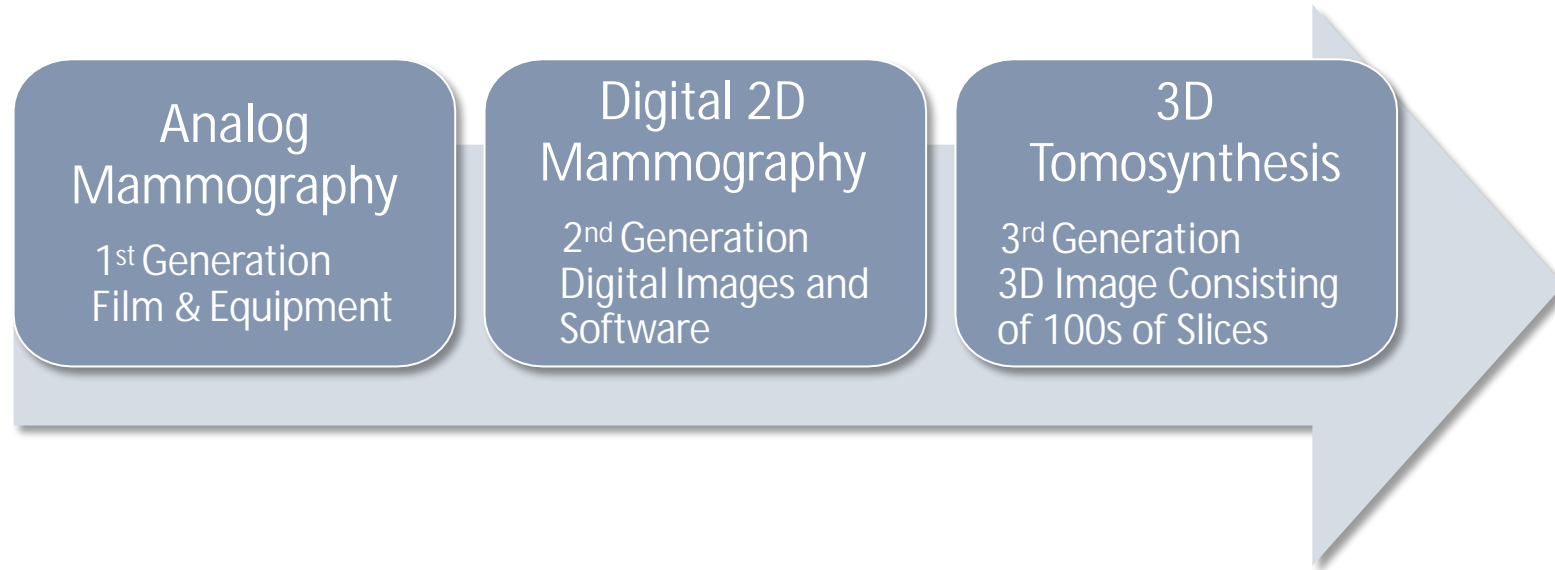 Analog
Mammography
1st Generation
Film & Equipment
Digital 2D
Mammography
2nd Generation
Digital Images and
Software
3D
Tomosynthesis
3rd Generation
3D Image Consisting
of 100s of Slices